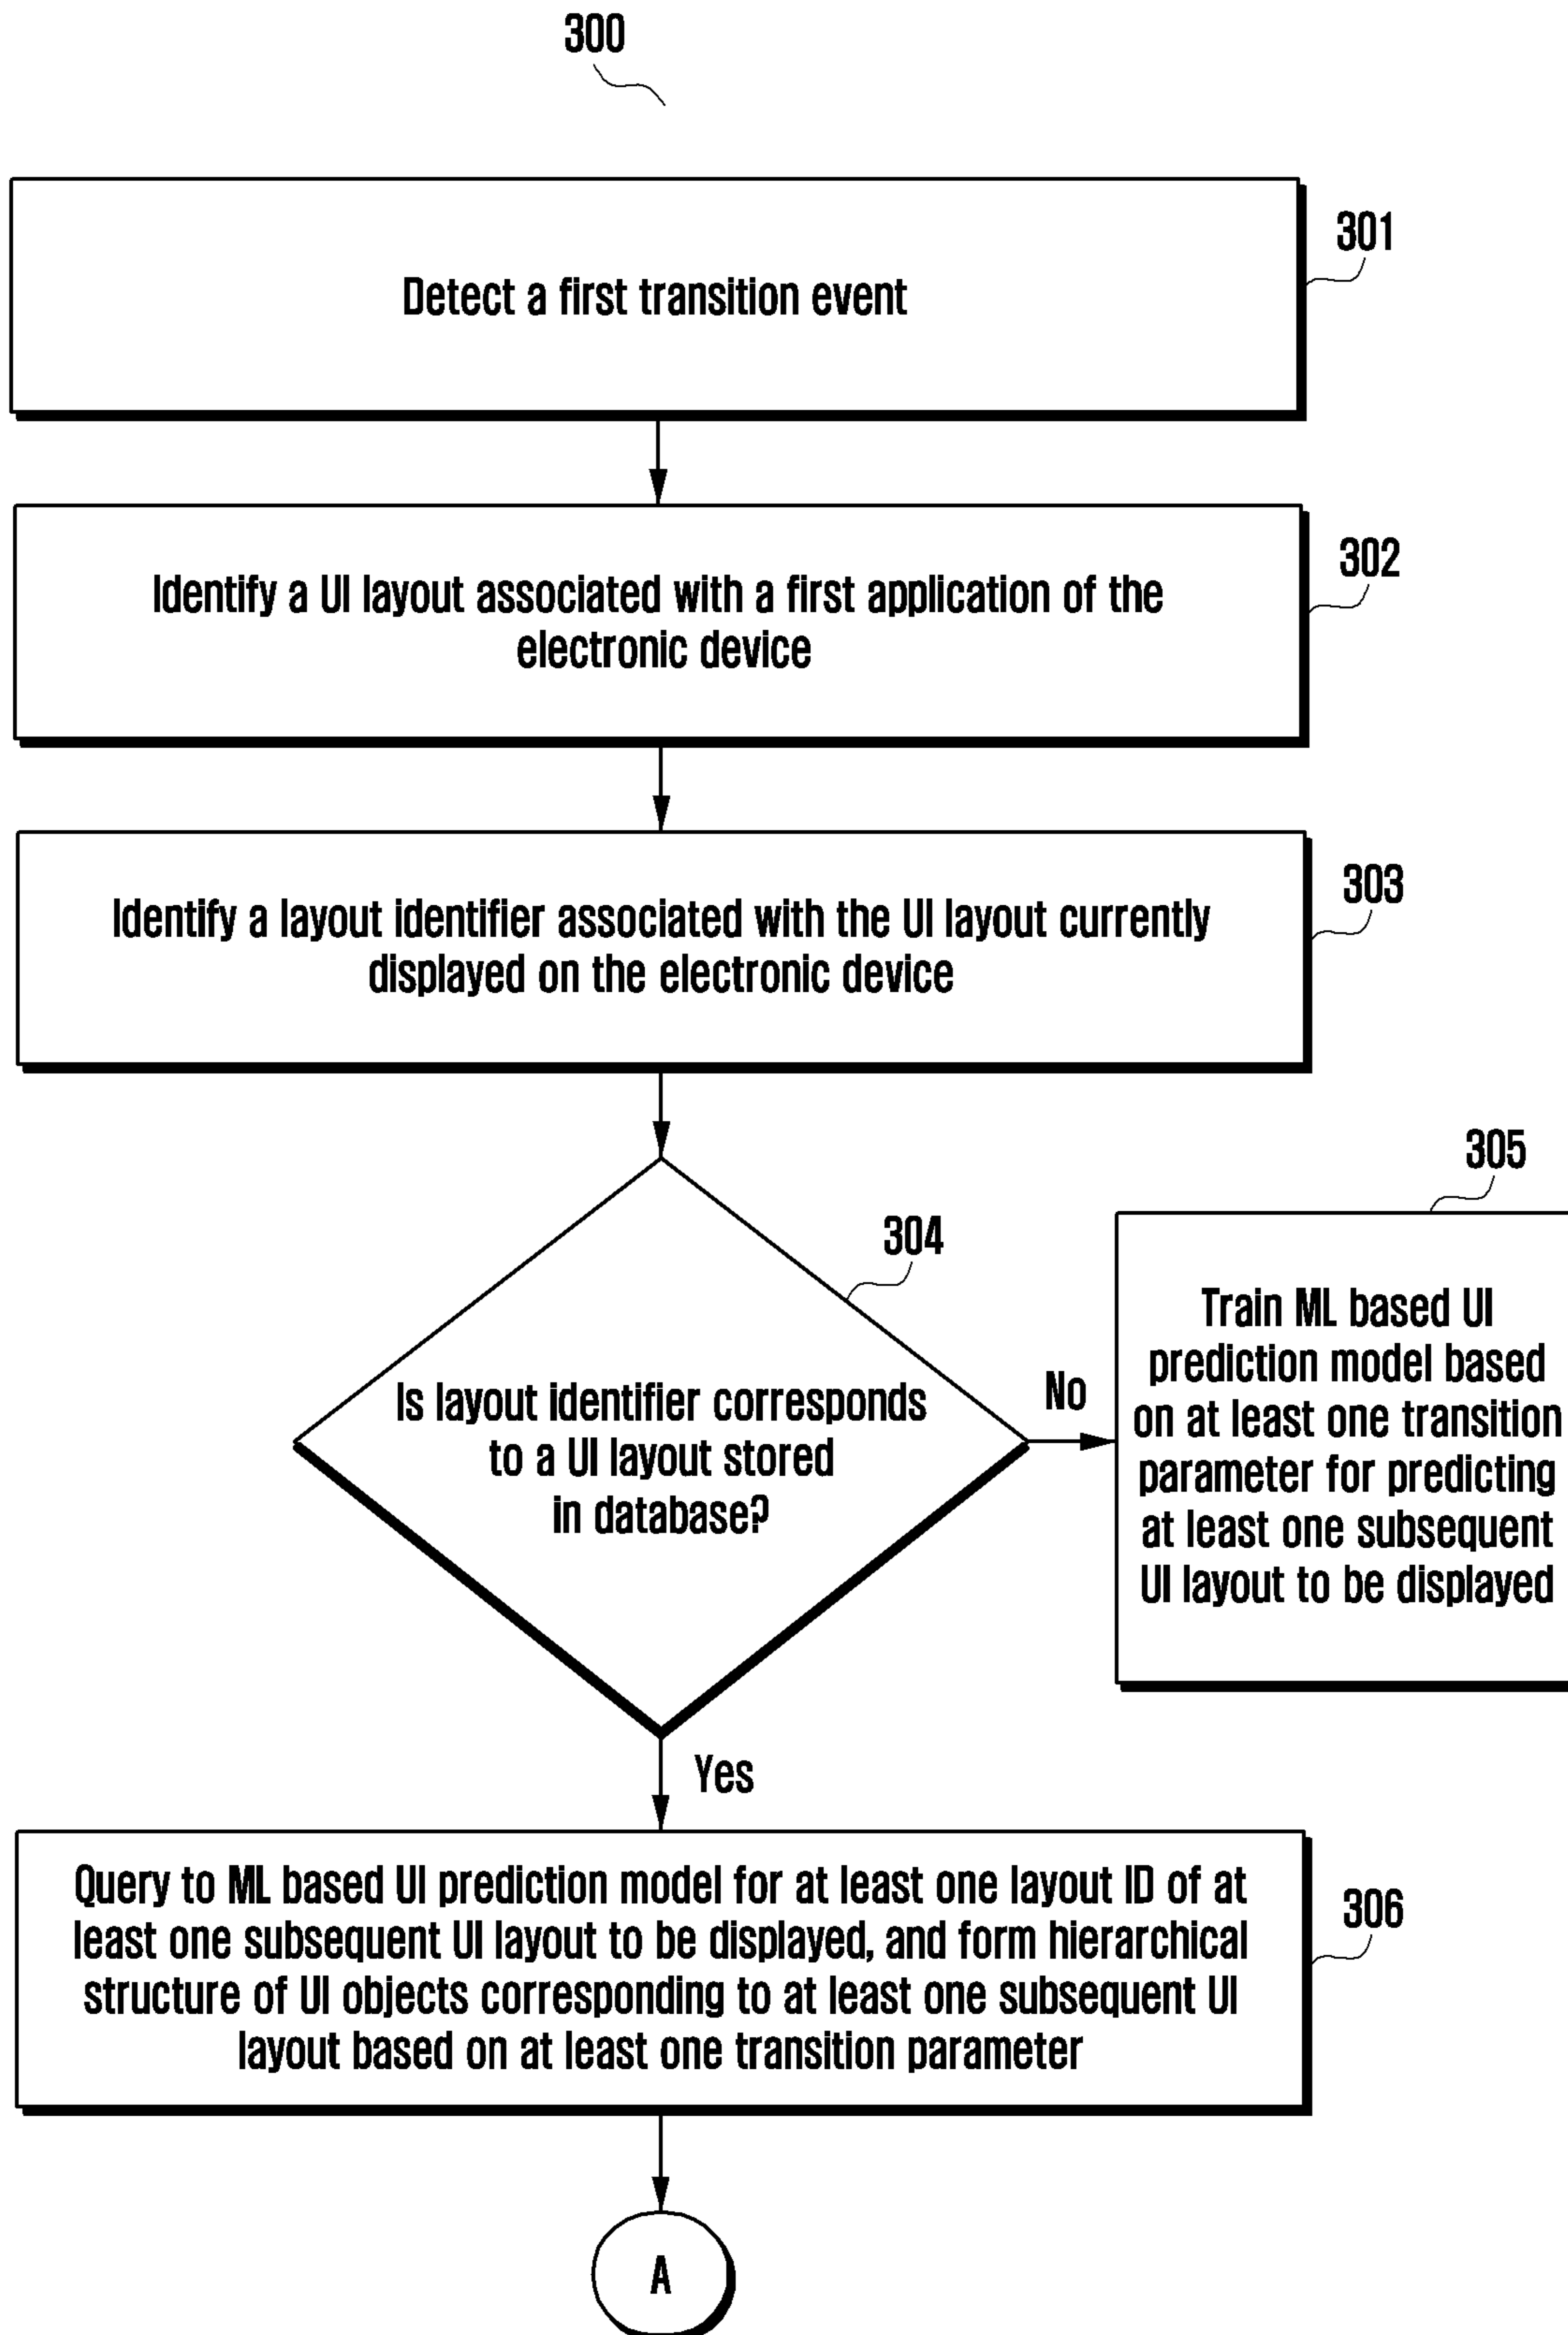 300
Detect a first transition event
301
Identify a UI layout associated with a first application of the
electronic device
302
Identify a layout identifier associated with the UI layout currently
displayed on the electronic device
303
304
Is layout identifier corresponds
to a UI layout stored
in database?
No
305
Train ML based UI
prediction model based
on at least one transition
parameter for predicting
at least one subsequent
UI layout to be displayed
Yes
Query to ML based UI prediction model for at least one layout ID of at
least one subsequent UI layout to be displayed, and form hierarchical
structure of UI objects corresponding to at least one subsequent UI
layout based on at least one transition parameter
306
A